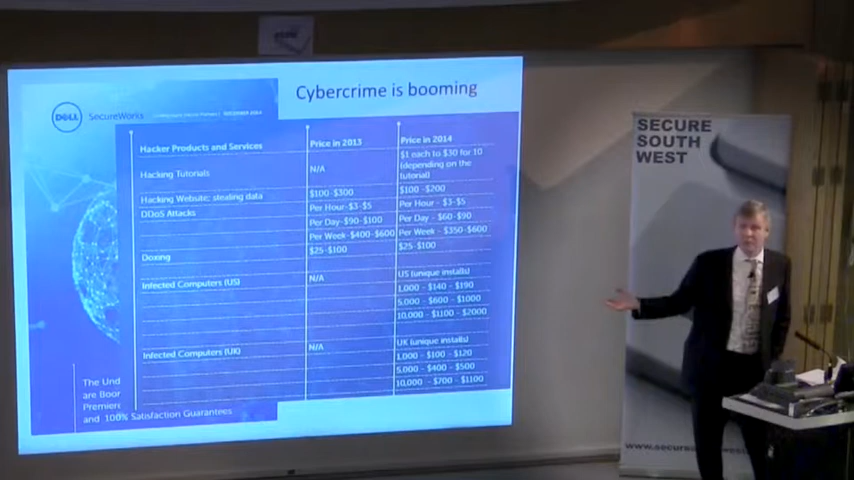 Cybercrime is booming
DELL SecureWorks
Hacker Products and Services Price in 2013 Price in 2014
Hacking Tutorials N/A $1 each to $30 for 10
(depending on the
tutorial)
Hacking Website; stealing data $100-$300 $100 -$200
DDoS Attacks Per Hour-$3-$5 Per Hour - $3-$5
Per Day-$90-$100 Per Day - $60-$90
Per Week-$400-$600 Per Week - $350-$600
Doxing $25-$100 $25-$100
Infected Computers (US) N/A US (unique installs)
1,000 - $140 - $190
5,000 - $600 - $1000
10,000 - $1100 - $2000
Infected Computers (UK) N/A UK (unique installs)
1,000 - $100 - $120
5,000 - $400 - $500
10,000 - $700 - $1100
The Und
are Boor
Premiere
and 100% Satisfaction Guarantees
SECURE
SOUTH
WEST
www.secureso